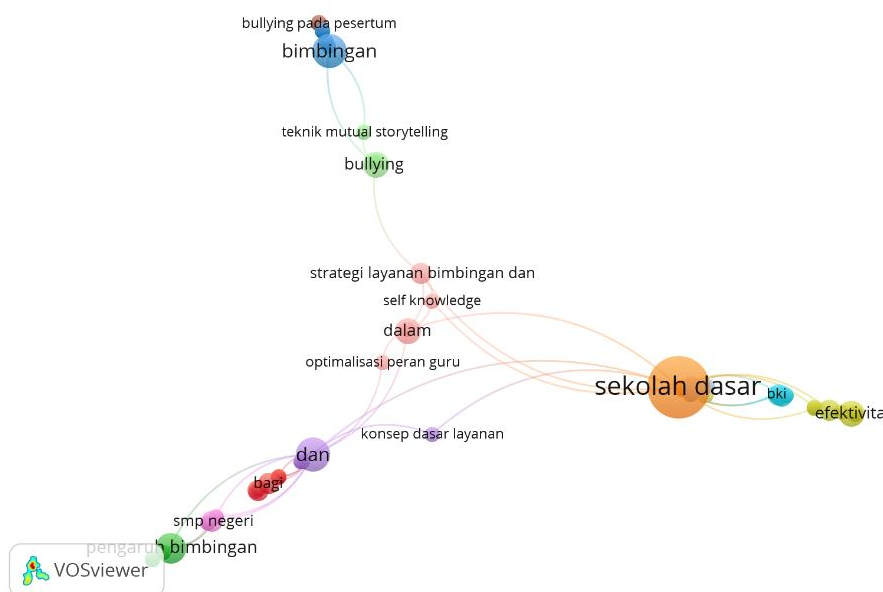 bullying pada pesertum
bimbingan
teknik mutual storytelling
bullying
strategi layanan bimbingan dan
self knowledge
dalam
optimalisasi peran guru
sekolah dasar
bki
efektivita
konsep dasar layanan
dan
bagi
smp negeri
pengaruh bimbingan
VOSviewer